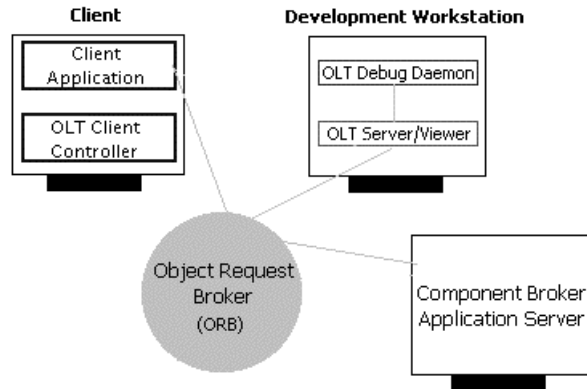 Client
Client
Application
OLT Client
Controller
Development Workstation
OLT Debug Daemon
OLT Server/Viewer
Object Request
Broker
(ORB)
Component Broker
Application Server